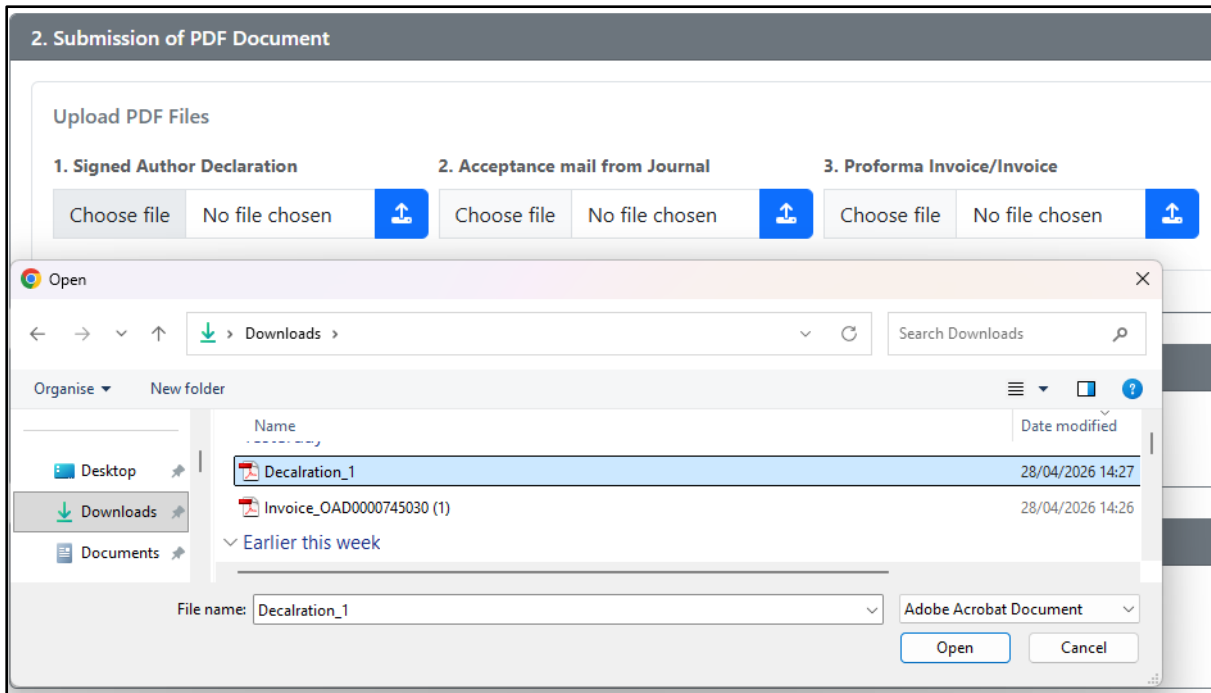 2. Submission of PDF Document
Upload PDF Files
1. Signed Author Declaration 2. Acceptance mail from Journal 3. Proforma Invoice/Invoice
Choose file No file chosen Choose file No file chosen Choose file No file chosen
Open
Downloads
Search Downloads
Organise New folder
Name Date modified
Desktop
Decalration_1 28/04/2026 14:27
Downloads
Invoice_OAD0000745030 (1) 28/04/2026 14:26
Earlier this week
Documents
File name: Decalration_1 Adobe Acrobat Document
Open Cancel